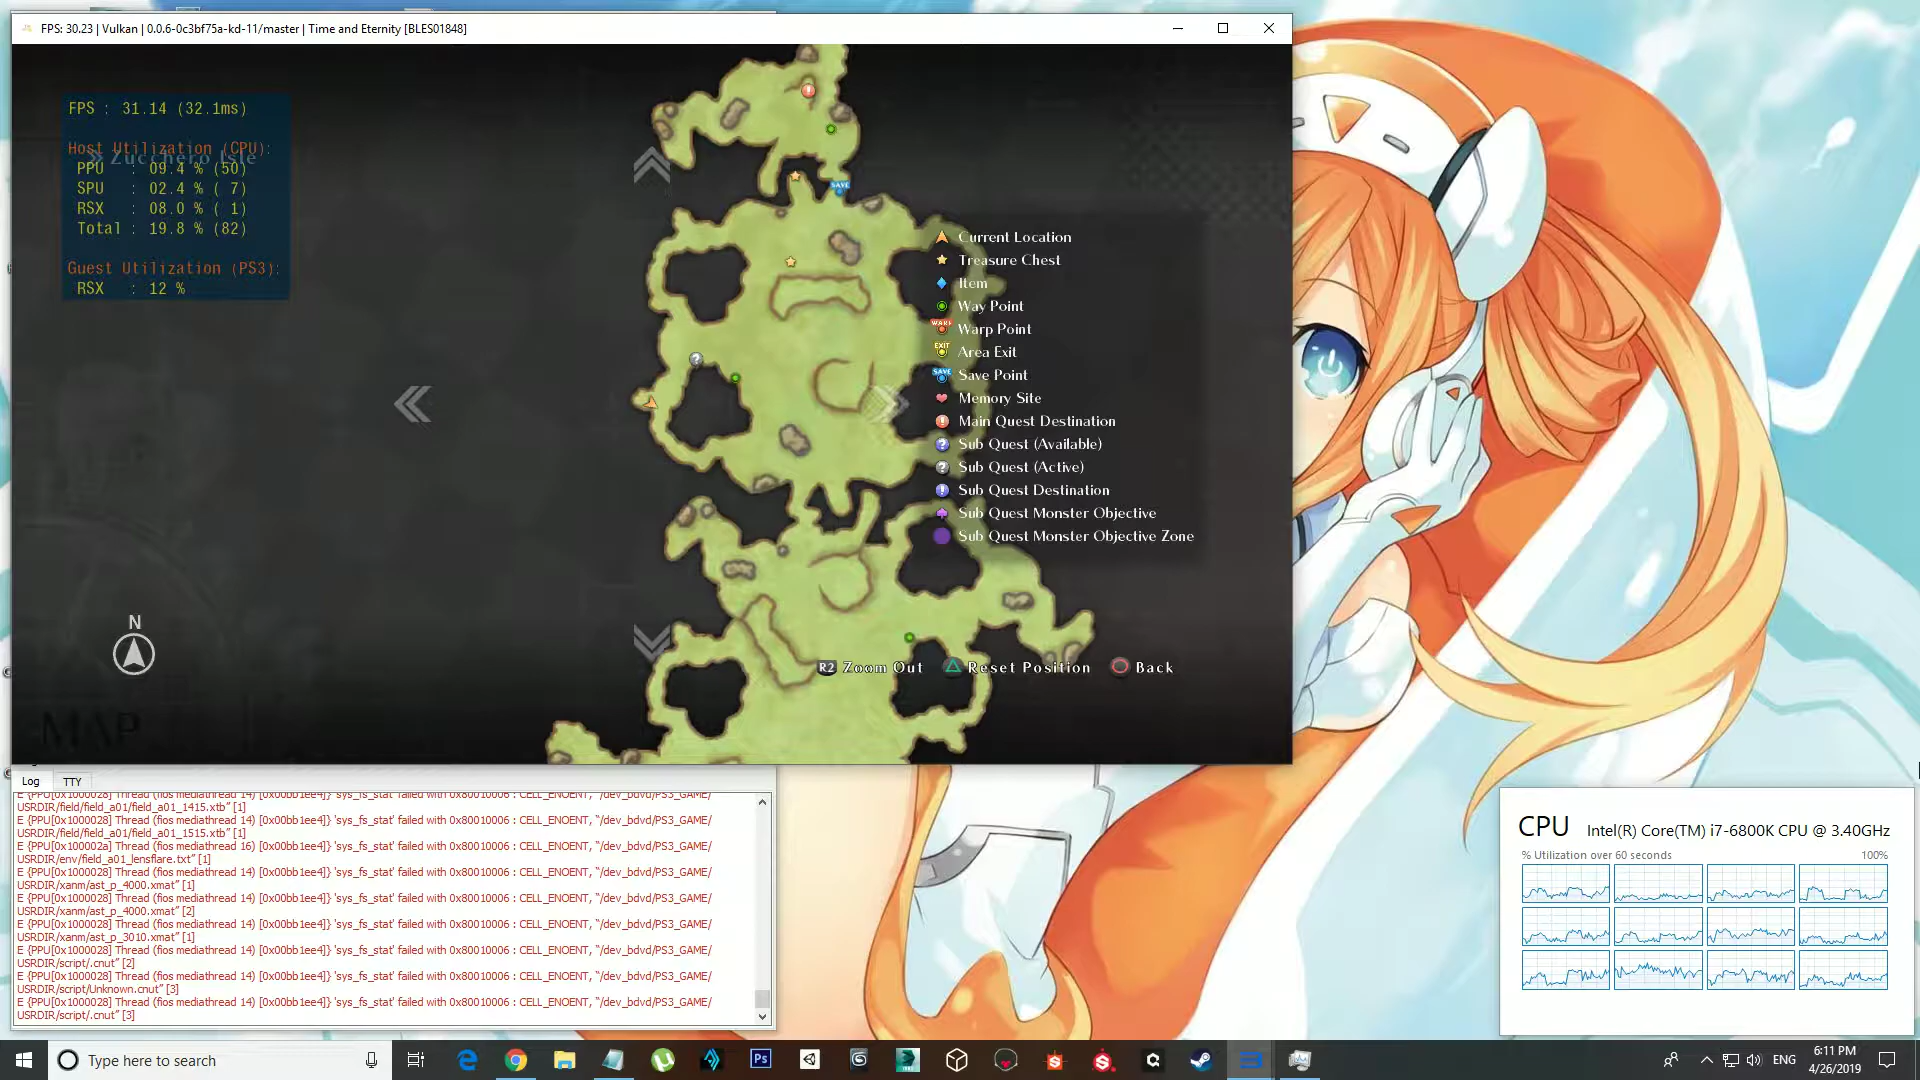 FPS: 30.23 | Vulkan | 0.0.6-0c3bf75a-kd-11/master | Time and Eternity [BLES01848]
FPS : 31.14 (32.1ms)
Host Utilization (CPU):
» Zucchero Isle
PPU : 09.4 % (50)
SPU : 02.4 % ( 7)
RSX : 08.0 % ( 1)
Total : 19.8 % (82)
Guest Utilization (PS3):
RSX : 12 %
SAVE
Current Location
Treasure Chest
Item
Way Point
WARP Warp Point
EXIT Area Exit
SAVE Save Point
Memory Site
! Main Quest Destination
? Sub Quest (Available)
? Sub Quest (Active)
! Sub Quest Destination
Sub Quest Monster Objective
Sub Quest Monster Objective Zone
N
R2 Zoom Out Reset Position Back
MAP
Log TTY
E {PPU[0x1000028] Thread (fios mediathread 14) [0x00bb1ee4]} 'sys_fs_stat' failed with 0x80010006 : CELL_ENOENT, "/dev_bdvd/PS3_GAME/
USRDIR/field/field_a01/field_a01_1415.xtb" [1]
E {PPU[0x1000028] Thread (fios mediathread 14) [0x00bb1ee4]} 'sys_fs_stat' failed with 0x80010006 : CELL_ENOENT, "/dev_bdvd/PS3_GAME/
USRDIR/field/field_a01/field_a01_1515.xtb" [1]
E {PPU[0x100002a] Thread (fios mediathread 16) [0x00bb1ee4]} 'sys_fs_stat' failed with 0x80010006 : CELL_ENOENT, "/dev_bdvd/PS3_GAME/
USRDIR/env/field_a01_lensflare.txt" [1]
E {PPU[0x1000028] Thread (fios mediathread 14) [0x00bb1ee4]} 'sys_fs_stat' failed with 0x80010006 : CELL_ENOENT, "/dev_bdvd/PS3_GAME/
USRDIR/xanm/ast_p_4000.xmat" [1]
E {PPU[0x1000028] Thread (fios mediathread 14) [0x00bb1ee4]} 'sys_fs_stat' failed with 0x80010006 : CELL_ENOENT, "/dev_bdvd/PS3_GAME/
USRDIR/xanm/ast_p_4000.xmat" [2]
E {PPU[0x1000028] Thread (fios mediathread 14) [0x00bb1ee4]} 'sys_fs_stat' failed with 0x80010006 : CELL_ENOENT, "/dev_bdvd/PS3_GAME/
USRDIR/xanm/ast_p_3010.xmat" [1]
E {PPU[0x1000028] Thread (fios mediathread 14) [0x00bb1ee4]} 'sys_fs_stat' failed with 0x80010006 : CELL_ENOENT, "/dev_bdvd/PS3_GAME/
USRDIR/script/.cnut" [2]
E {PPU[0x1000028] Thread (fios mediathread 14) [0x00bb1ee4]} 'sys_fs_stat' failed with 0x80010006 : CELL_ENOENT, "/dev_bdvd/PS3_GAME/
USRDIR/script/Unknown.cnut" [3]
E {PPU[0x1000028] Thread (fios mediathread 14) [0x00bb1ee4]} 'sys_fs_stat' failed with 0x80010006 : CELL_ENOENT, "/dev_bdvd/PS3_GAME/
USRDIR/script/.cnut" [3]
CPU Intel(R) Core(TM) i7-6800K CPU @ 3.40GHz
% Utilization over 60 seconds 100%
Type here to search
Ps
ENG
6:11 PM
4/26/2019